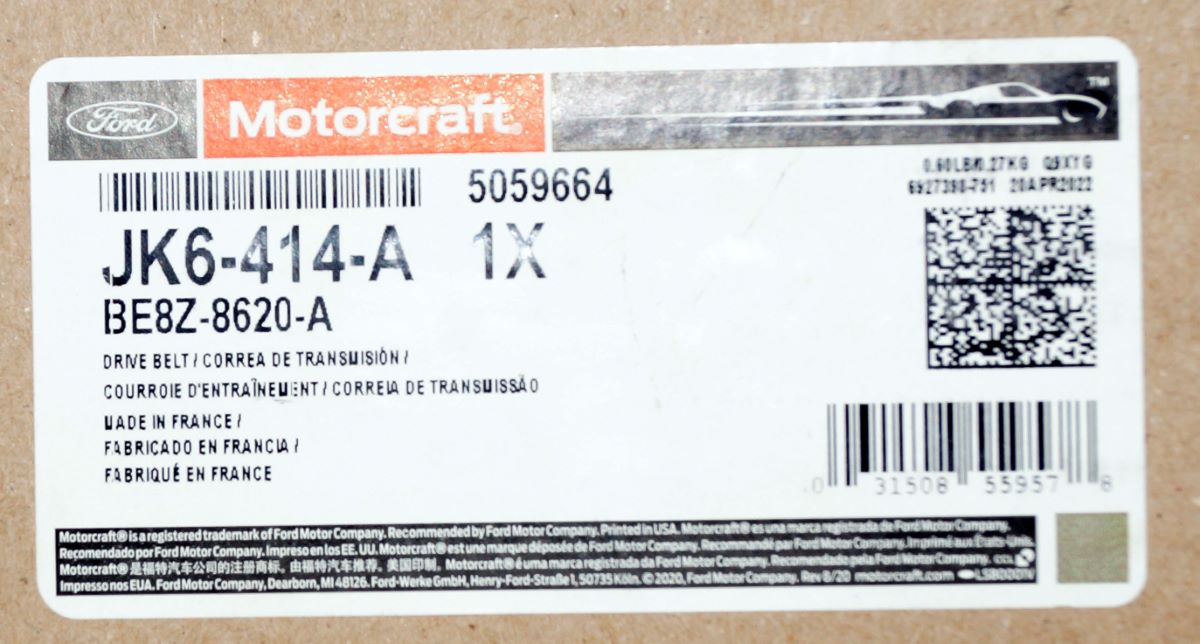 Ford Motorcraft. ™
0.60LB/0.27KG Q9XYG
5059664 6927390-751 20APR2022
JK6-414-A 1X
BE8Z-8620-A
DRIVE BELT / CORREA DE TRANSMISIÓN /
COURROIE D'ENTRAÎNEMENT / CORREIA DE TRANSMISSÃO
MADE IN FRANCE /
FABRICADO EN FRANCIA /
FABRIQUÉ EN FRANCE
0 31508 55957 8
Motorcraft® is a registered trademark of Ford Motor Company. Recommended by Ford Motor Company. Printed in USA. Motorcraft® es una marca registrada de Ford Motor Company.
Recomendado por Ford Motor Company. Impreso en los EE. UU. Motorcraft® est une marque déposée de Ford Motor Company. Recommandé par Ford Motor Company. Imprimé aux États-Unis.
Motorcraft® 是福特汽车公司的注册商标。由福特汽车推荐。美国印制。Motorcraft® é uma marca registrada da Ford Motor Company. Recomendado pela Ford Motor Company.
Impresso nos EUA. Ford Motor Company, Dearborn, MI 48126. Ford-Werke GmbH, Henry-Ford-Straße 1, 50735 Köln. © 2020, Ford Motor Company. Rev 8/20 motorcraft.com